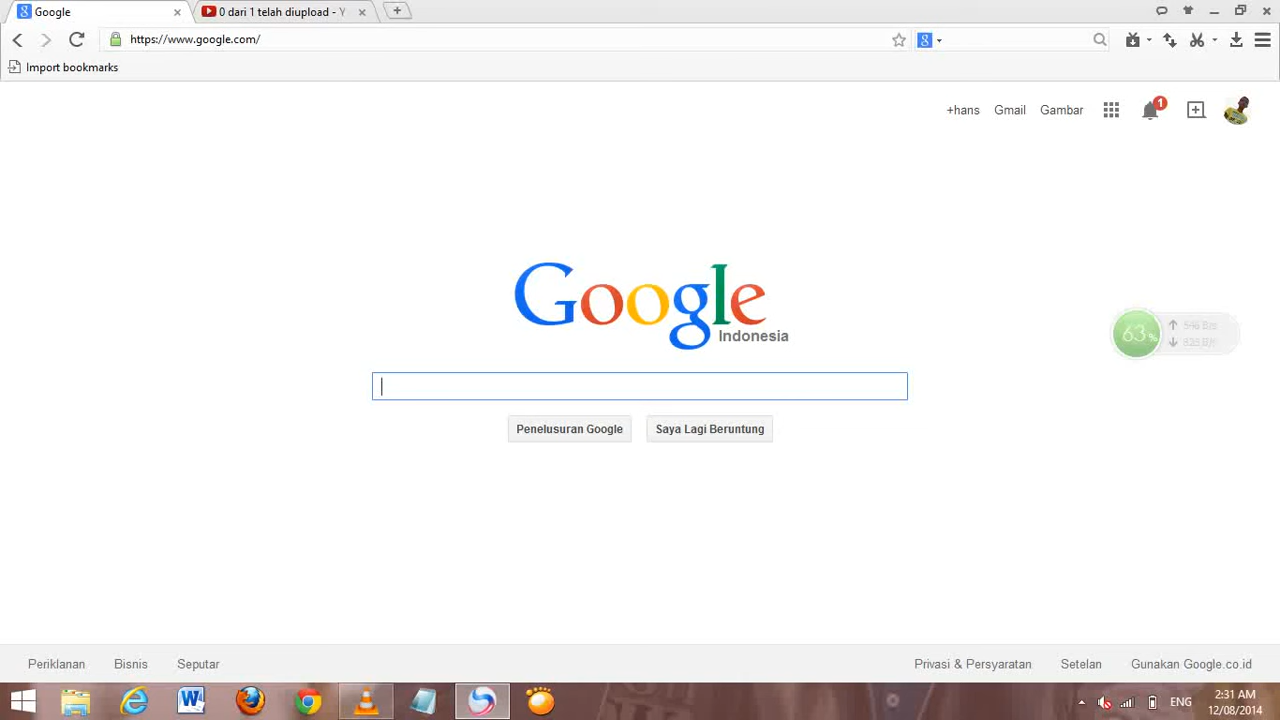 Google
0 dari 1 telah diupload - Y
https://www.google.com/
Import bookmarks
+hans Gmail Gambar 1
Google
Indonesia
63%
Penelusuran Google Saya Lagi Beruntung
Periklanan Bisnis Seputar Privasi & Persyaratan Setelan Gunakan Google.co.id
ENG 2:31 AM
12/08/2014